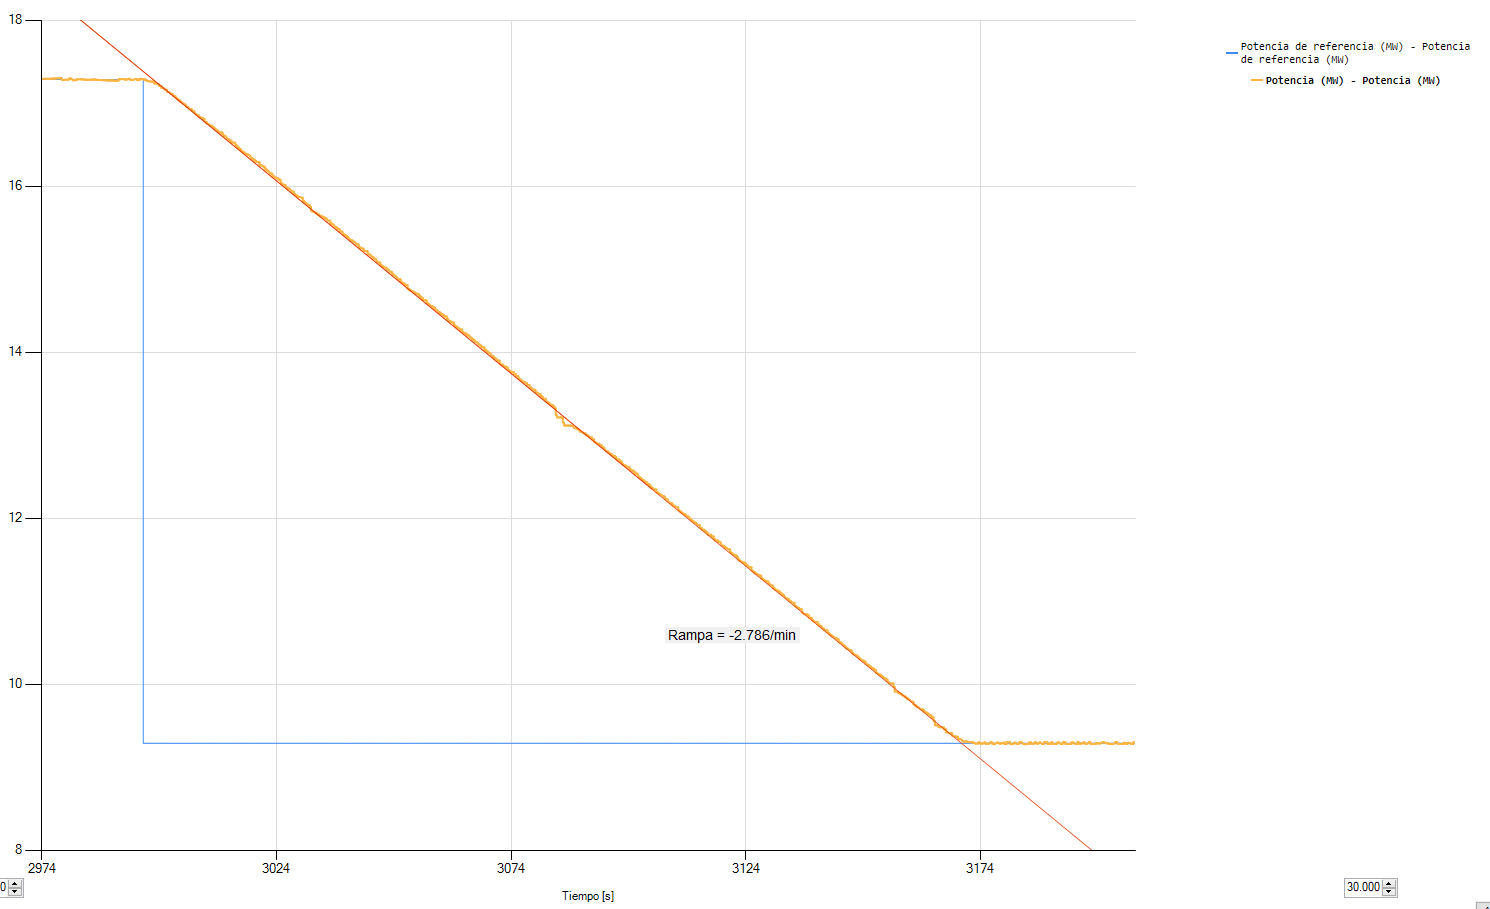 18
Potencia de referencia (MW) - Potencia
de referencia (MW)
Potencia (MW) - Potencia (MW)
16
14
12
Rampa = -2.786/min
10
8
2974 3024 3074 3124 3174
0
30.000
Tiempo [s]